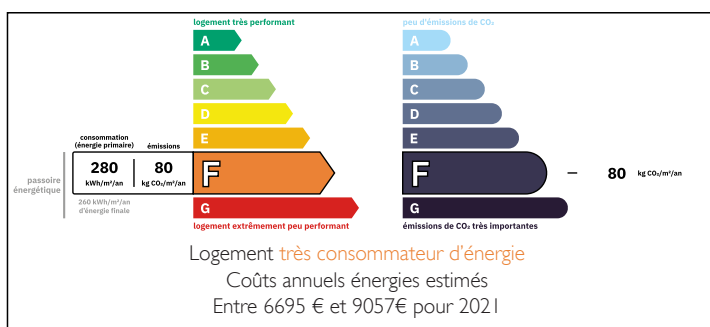 logement très performant
A
B
C
D
E
consommation
(énergie primaire)
émissions
passoire
énergétique
280
kWh/m²/an
80
kg CO₂/m²/an
F
260 kWh/m²/an
d'énergie finale
G
logement extrêmement peu performant
peu d'émissions de CO₂
A
B
C
D
E
F
80 kg CO₂/m²/an
G
émissions de CO₂ très importantes
Logement très consommateur d'énergie
Coûts annuels énergies estimés
Entre 6695 € et 9057€ pour 2021